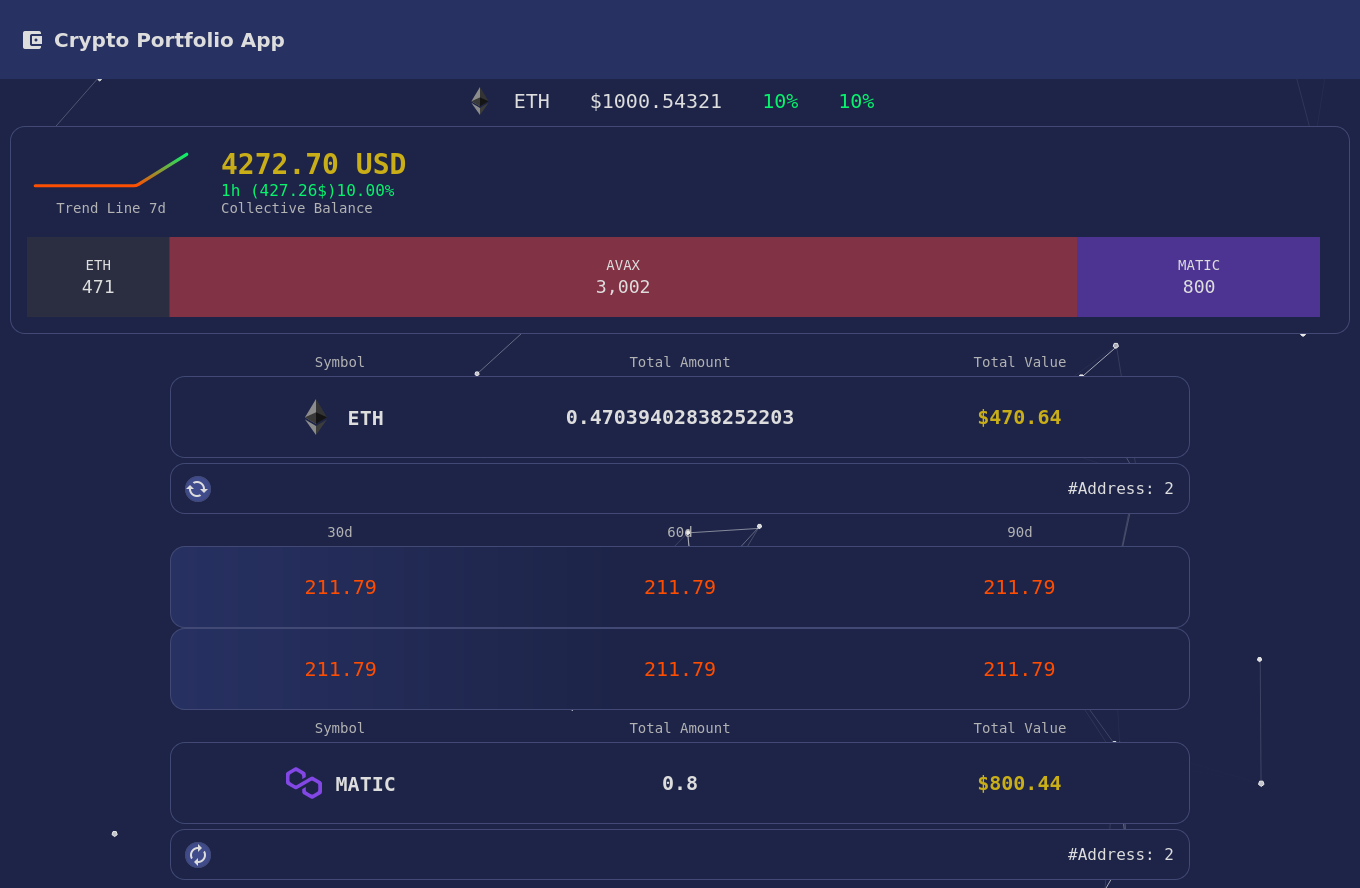 Crypto Portfolio App
ETH $1000.54321 10% 10%
4272.70 USD
1h (427.26$)10.00%
Trend Line 7d Collective Balance
ETH AVAX MATIC
471 3,002 800
Symbol Total Amount Total Value
ETH 0.47039402838252203 $470.64
#Address: 2
30d 60d 90d
211.79 211.79 211.79
211.79 211.79 211.79
Symbol Total Amount Total Value
MATIC 0.8 $800.44
#Address: 2